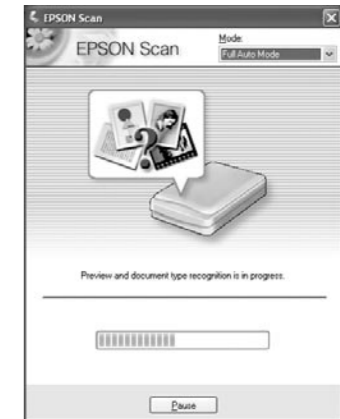 EPSON Scan
EPSON Scan
Mode:
Full Auto Mode
Preview and document type recognition is in progress.
Pause